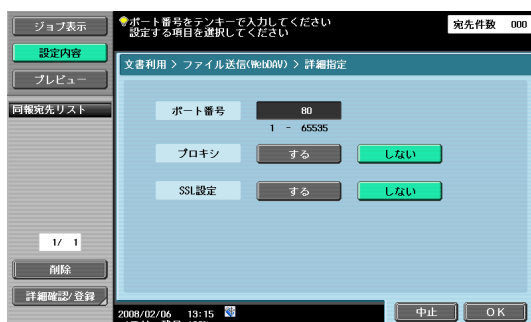 ジョブ表示
ポート番号をテンキーで入力してください
設定する項目を選択してください
宛先件数 000
設定内容
文書利用 > ファイル送信(WebDAV) > 詳細指定
プレビュー
同報宛先リスト
ポート番号 80
1 - 65535
プロキシ する しない
SSL設定 する しない
1/ 1
削除
詳細確認/登録
中止 OK
2008/02/06 13:15